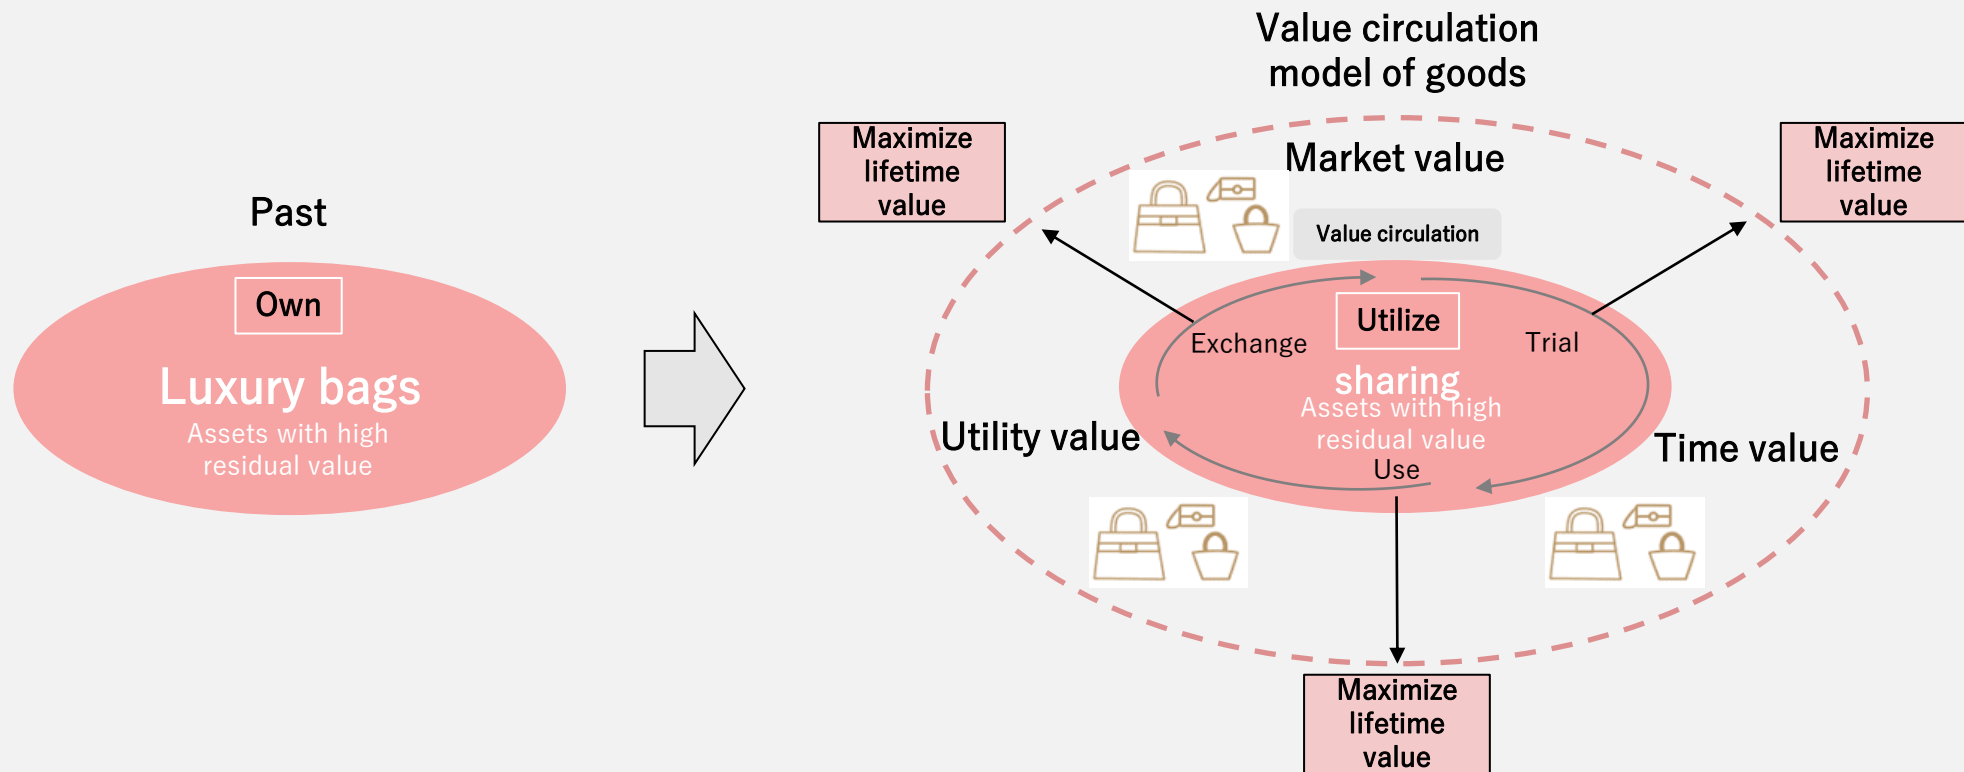 Past
Own
Luxury bags
Assets with high
residual value
Value circulation
model of goods
Maximize
lifetime
value
Market value
Maximize
lifetime
value
Value circulation
Utilize
Exchange
Trial
sharing
Assets with high
residual value
Use
Utility value
Time value
Maximize
lifetime
value